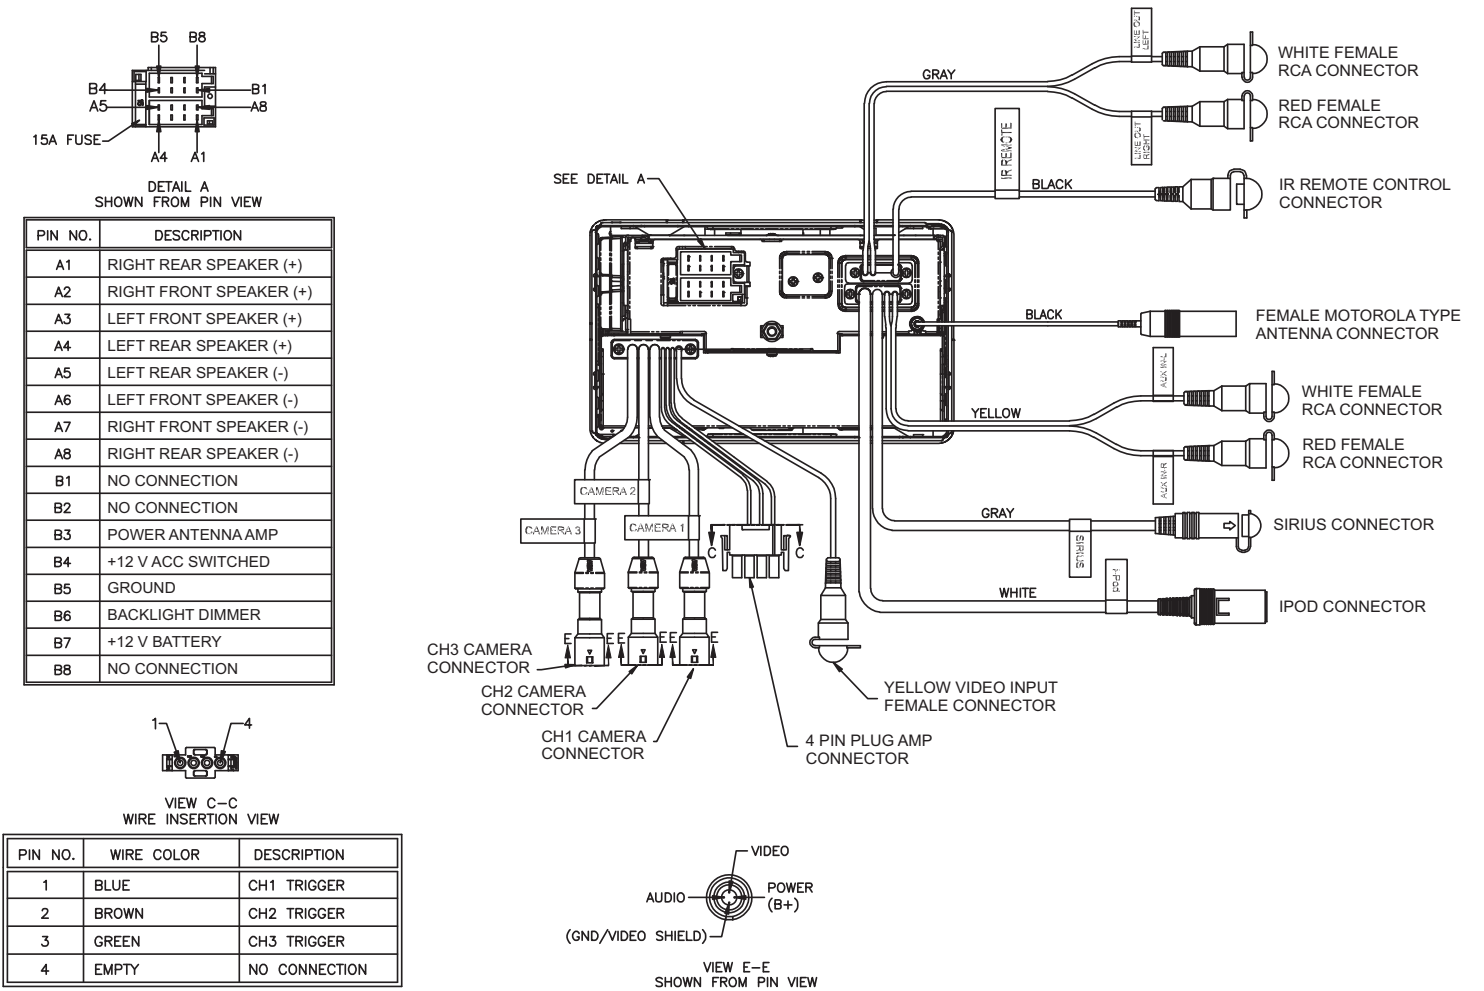 B5 B8
B4 B1
A5 A8
15A FUSE
A4 A1
DETAIL A
SHOWN FROM PIN VIEW
PIN NO. DESCRIPTION
A1 RIGHT REAR SPEAKER (+)
A2 RIGHT FRONT SPEAKER (+)
A3 LEFT FRONT SPEAKER (+)
A4 LEFT REAR SPEAKER (+)
A5 LEFT REAR SPEAKER (-)
A6 LEFT FRONT SPEAKER (-)
A7 RIGHT FRONT SPEAKER (-)
A8 RIGHT REAR SPEAKER (-)
B1 NO CONNECTION
B2 NO CONNECTION
B3 POWER ANTENNA AMP
B4 +12 V ACC SWITCHED
B5 GROUND
B6 BACKLIGHT DIMMER
B7 +12 V BATTERY
B8 NO CONNECTION
1 4
VIEW C-C
WIRE INSERTION VIEW
PIN NO. WIRE COLOR DESCRIPTION
1 BLUE CH1 TRIGGER
2 BROWN CH2 TRIGGER
3 GREEN CH3 TRIGGER
4 EMPTY NO CONNECTION
SEE DETAIL A
GRAY
LINE OUT
LEFT
WHITE FEMALE
RCA CONNECTOR
LINE OUT
RIGHT
RED FEMALE
RCA CONNECTOR
IR REMOTE
BLACK
IR REMOTE CONTROL
CONNECTOR
BLACK
FEMALE MOTOROLA TYPE
ANTENNA CONNECTOR
YELLOW
AUX IN-L
WHITE FEMALE
RCA CONNECTOR
AUX IN-R
RED FEMALE
RCA CONNECTOR
GRAY
SIRIUS
SIRIUS CONNECTOR
WHITE
i-Pod
IPOD CONNECTOR
CAMERA 2
CAMERA 3
CAMERA 1
C C
E E E E E E
CH3 CAMERA
CONNECTOR
CH2 CAMERA
CONNECTOR
CH1 CAMERA
CONNECTOR
4 PIN PLUG AMP
CONNECTOR
YELLOW VIDEO INPUT
FEMALE CONNECTOR
VIDEO
AUDIO
POWER
(B+)
(GND/VIDEO SHIELD)
VIEW E-E
SHOWN FROM PIN VIEW